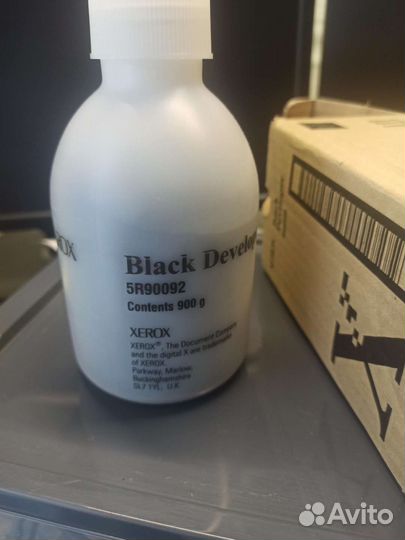 EROX
Black Develo
5R90092
Contents 900 g
XEROX
XEROX®, The Document Company
and the digital X are trademarks
of XEROX.
Parkway, Marlow,
Buckinghamshire
SL7 1YL, U.K.
Avito